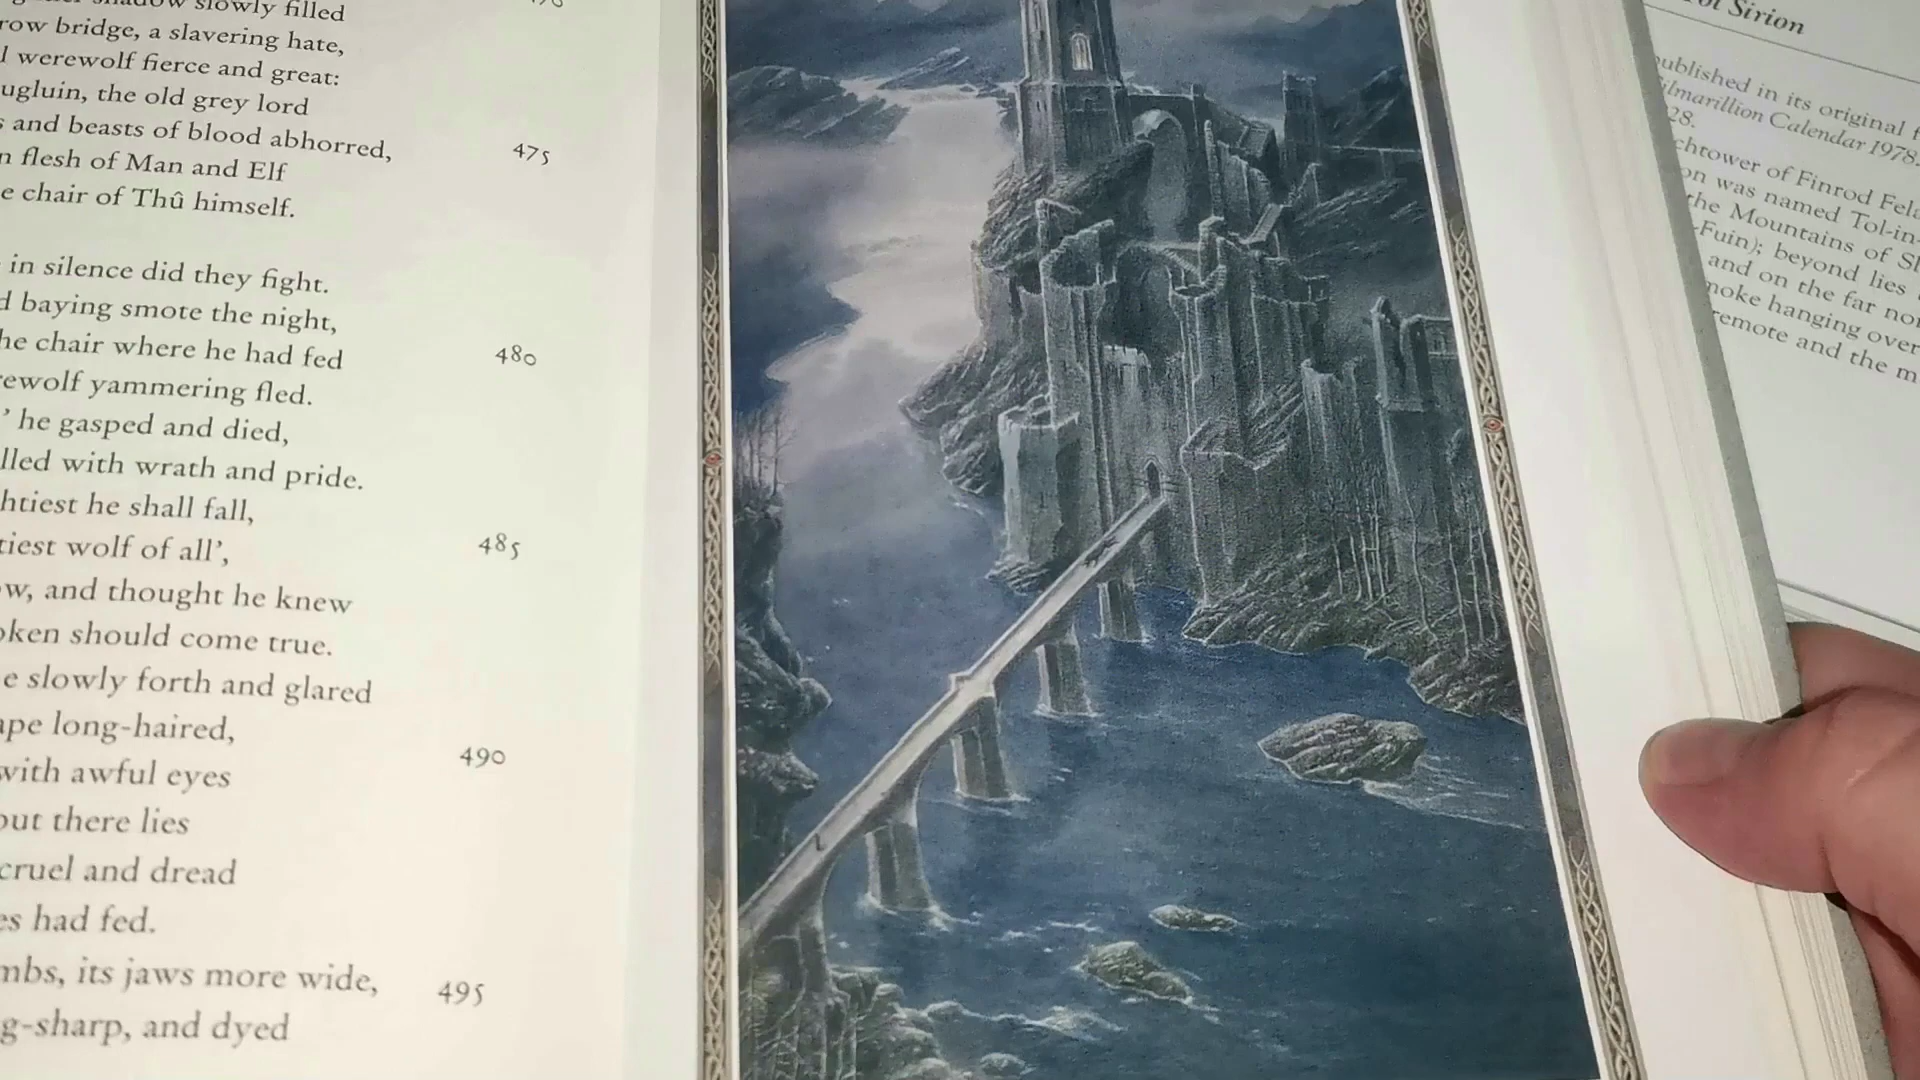 shadow slowly filled
row bridge, a slavering hate,
l werewolf fierce and great:
ugluin, the old grey lord
s and beasts of blood abhorred,
475
n flesh of Man and Elf
e chair of Thû himself.
in silence did they fight.
d baying smote the night,
he chair where he had fed
480
ewolf yammering fled.
’ he gasped and died,
lled with wrath and pride.
htiest he shall fall,
tiest wolf of all’,
485
ow, and thought he knew
oken should come true.
e slowly forth and glared
ape long-haired,
490
with awful eyes
out there lies
cruel and dread
es had fed.
mbs, its jaws more wide,
495
g-sharp, and dyed
ol Sirion
ublished in its original f
ilmarillion Calendar 1978.
28.
chtower of Finrod Fela
on was named Tol-in-
the Mountains of Sh
-Fuin); beyond lies
and on the far no
moke hanging over
remote and the m